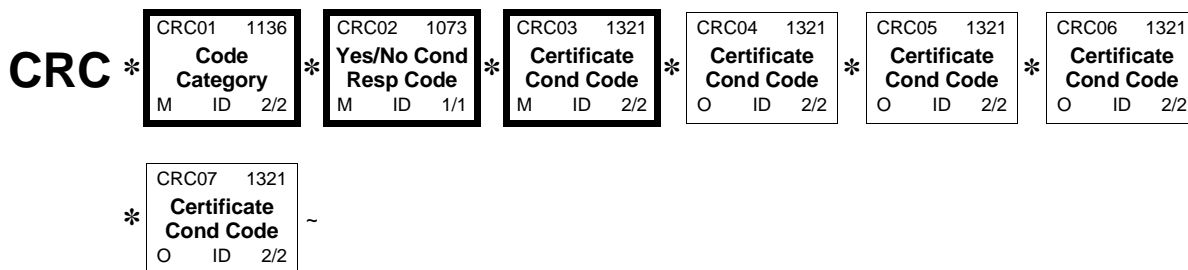 CRC * CRC01 1136 Code Category M ID 2/2 * CRC02 1073 Yes/No Cond Resp Code M ID 1/1 * CRC03 1321 Certificate Cond Code M ID 2/2 * CRC04 1321 Certificate Cond Code O ID 2/2 * CRC05 1321 Certificate Cond Code O ID 2/2 * CRC06 1321 Certificate Cond Code O ID 2/2
* CRC07 1321 Certificate Cond Code O ID 2/2 ~